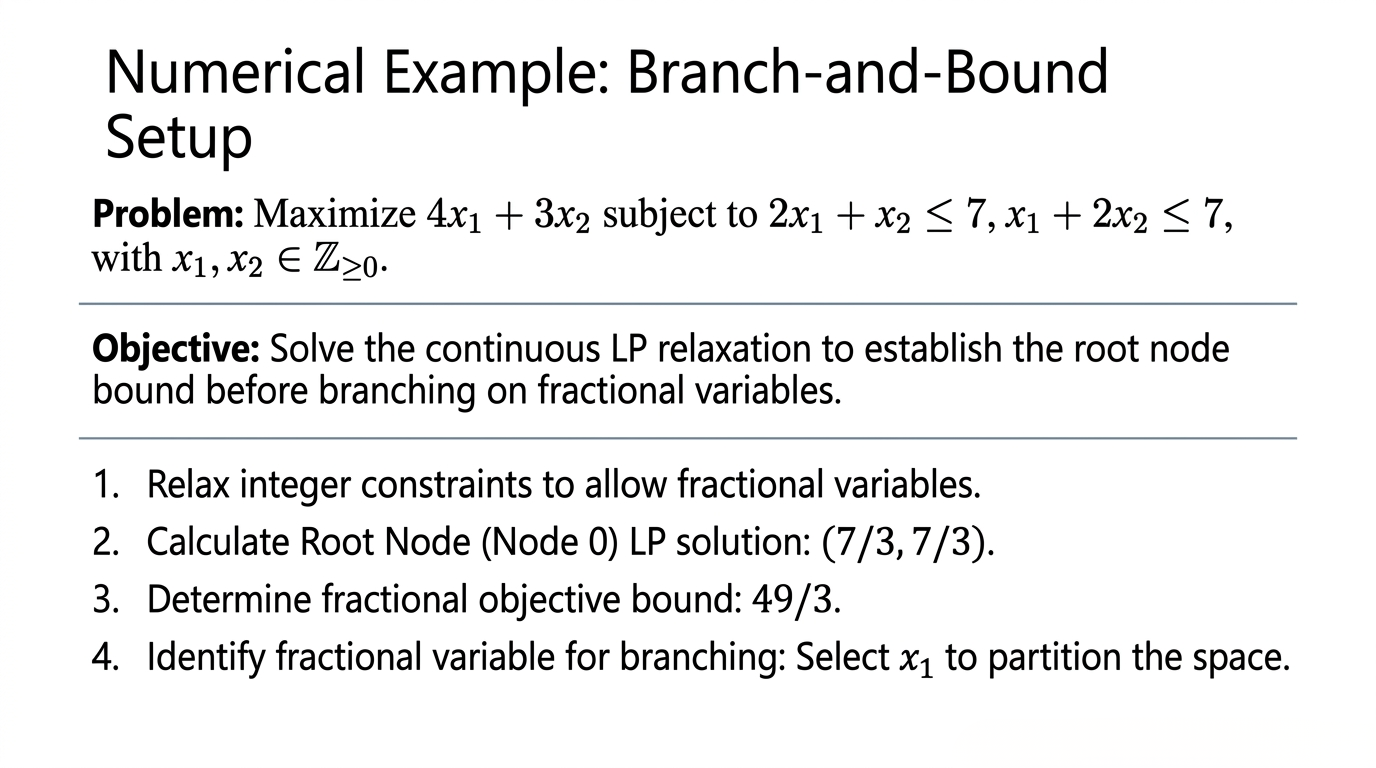 Numerical Example: Branch-and-Bound
Setup
Problem: Maximize 4x₁ + 3x₂ subject to 2x₁ + x₂ ≤ 7, x₁ + 2x₂ ≤ 7,
with x₁, x₂ ∈ ℤ≥0.
Objective: Solve the continuous LP relaxation to establish the root node
bound before branching on fractional variables.
1. Relax integer constraints to allow fractional variables.
2. Calculate Root Node (Node 0) LP solution: (7/3, 7/3).
3. Determine fractional objective bound: 49/3.
4. Identify fractional variable for branching: Select x₁ to partition the space.